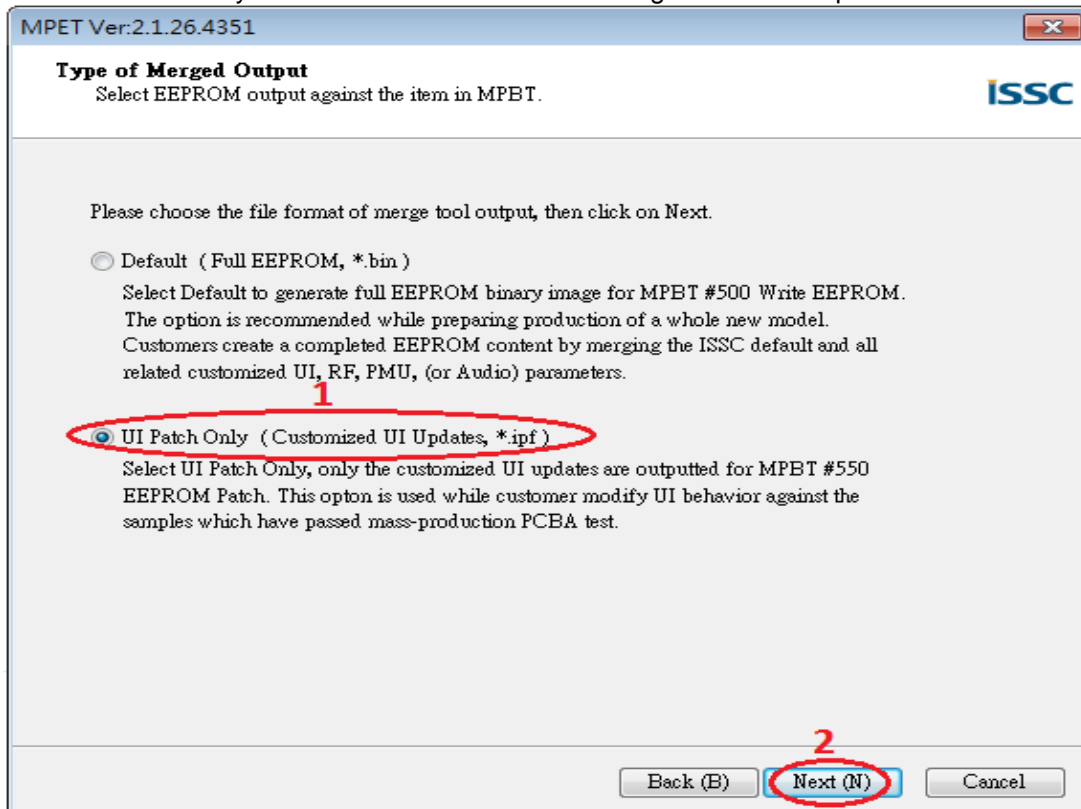 MPET Ver:2.1.26.4351
Type of Merged Output
Select EEPROM output against the item in MPBT.
issc
Please choose the file format of merge tool output, then click on Next.
Default ( Full EEPROM, *.bin )
Select Default to generate full EEPROM binary image for MPBT #500 Write EEPROM.
The option is recommended while preparing production of a whole new model.
Customers create a completed EEPROM content by merging the ISSC default and all
related customized UI, RF, PMU, (or Audio) parameters.
1
UI Patch Only ( Customized UI Updates, *.ipf )
Select UI Patch Only, only the customized UI updates are outputted for MPBT #550
EEPROM Patch. This opton is used while customer modify UI behavior against the
samples which have passed mass-production PCBA test.
2
Back (B) Next (N) Cancel